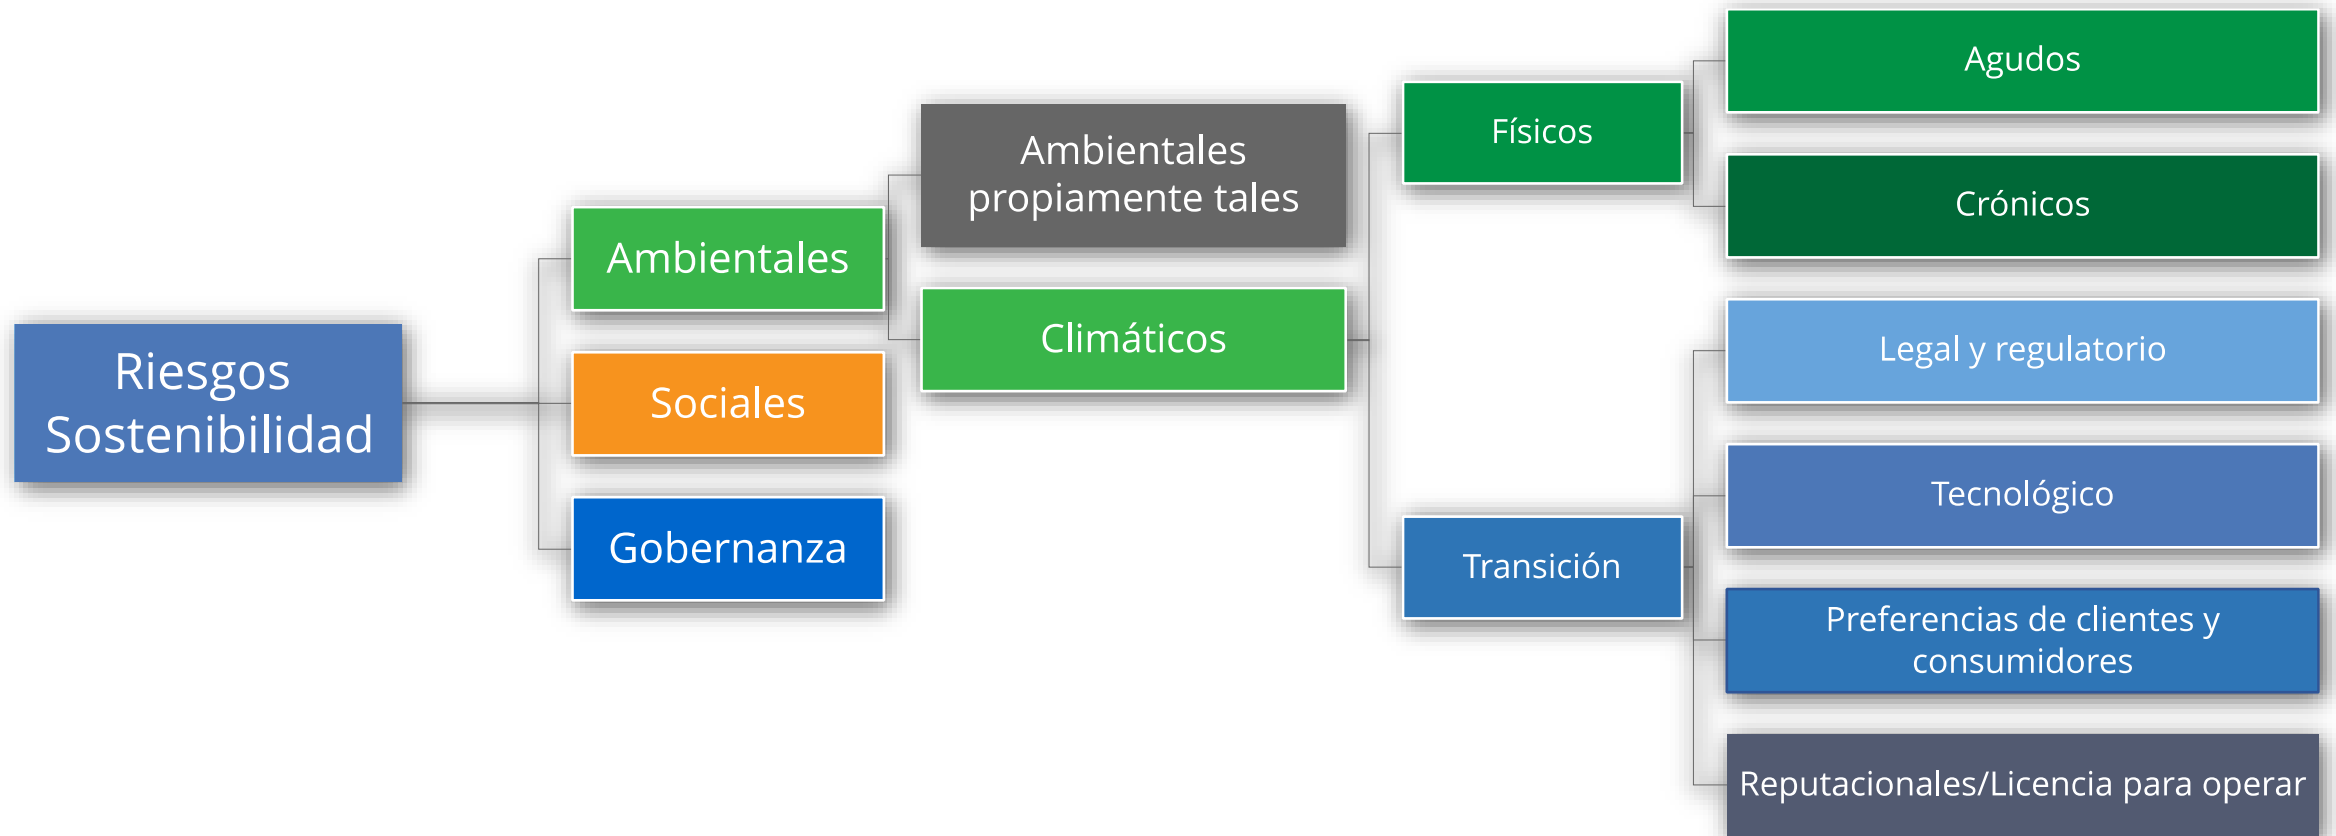 Riesgos
Sostenibilidad
Ambientales
Sociales
Gobernanza
Ambientales
propiamente tales
Climáticos
Físicos
Transición
Agudos
Crónicos
Legal y regulatorio
Tecnológico
Preferencias de clientes y
consumidores
Reputacionales/Licencia para operar